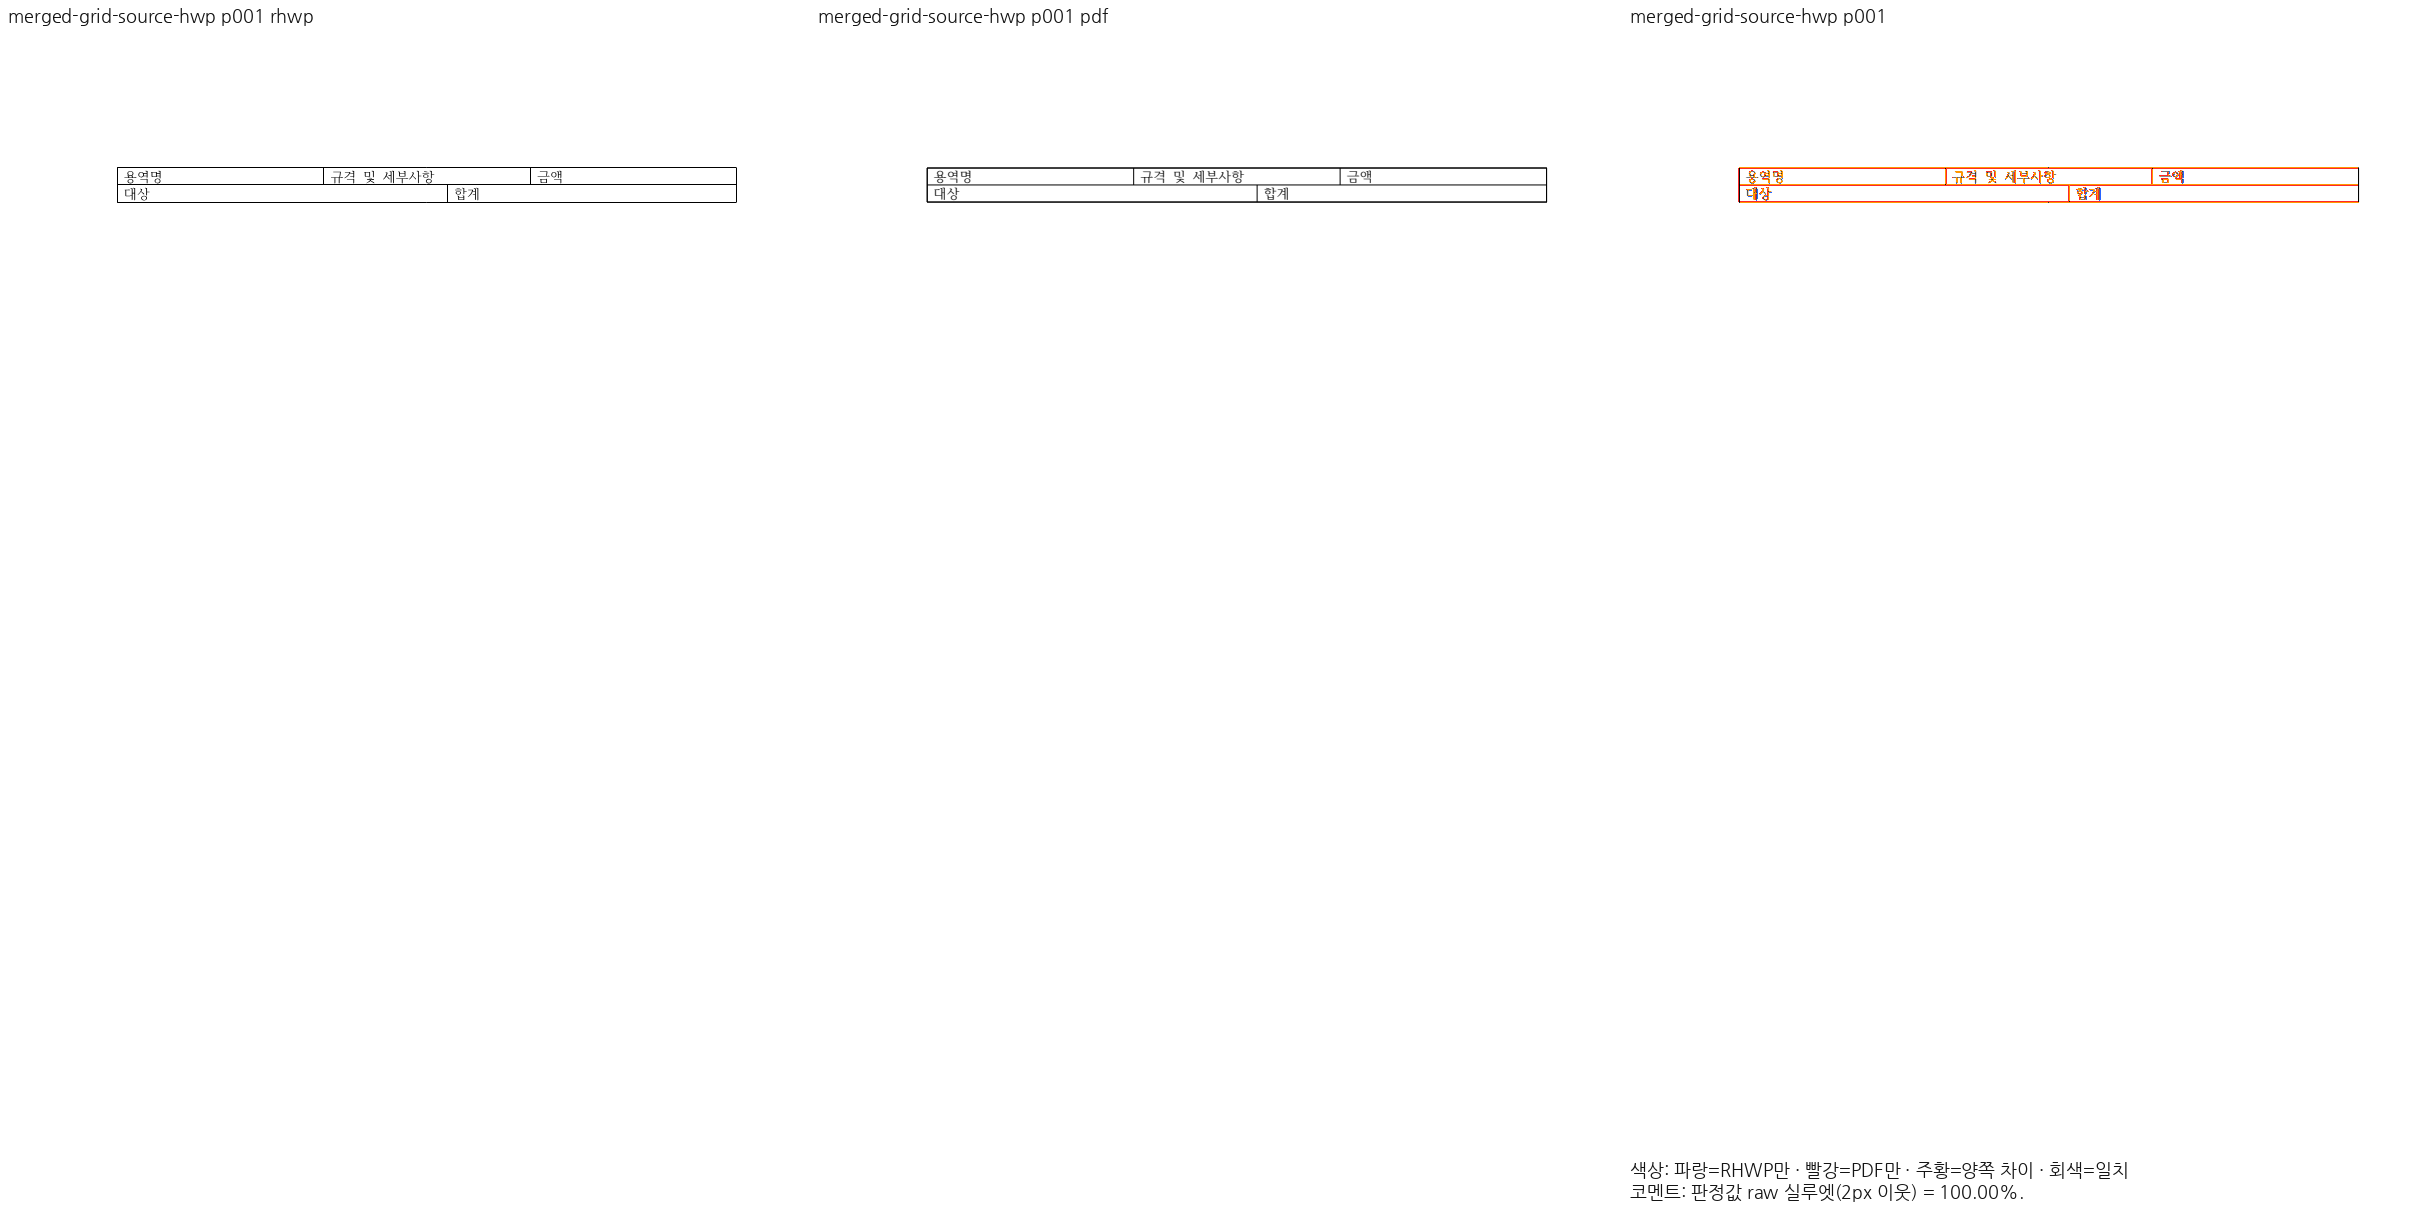 merged-grid-source-hwp p001 rhwp
용역명 규격 및 세부사항 금액
대상 합계
merged-grid-source-hwp p001 pdf
용역명 규격 및 세부사항 금액
대상 합계
merged-grid-source-hwp p001
용역명 규격 및 세부사항 금액
대상 합계
색상: 파랑=RHWP만 · 빨강=PDF만 · 주황=양쪽 차이 · 회색=일치
코멘트: 판정값 raw 실루엣(2px 이웃) = 100.00%.